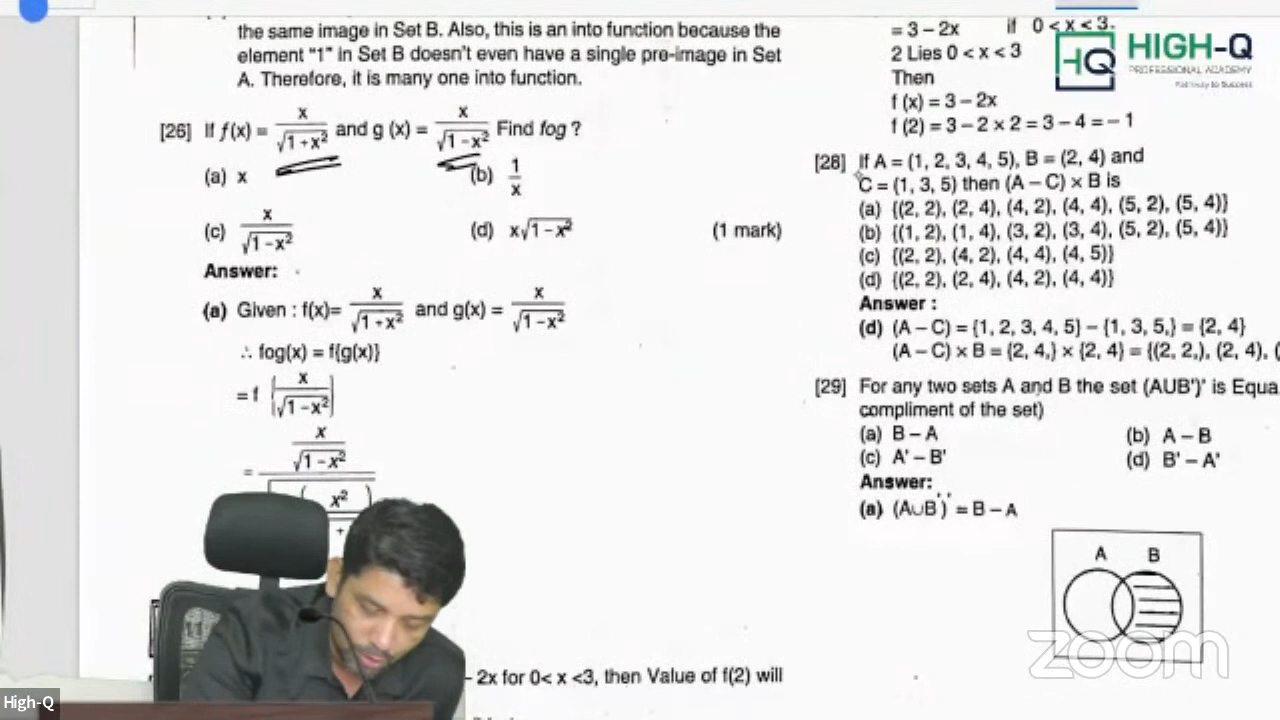 the same image in Set B. Also, this is an into function because the
element "1" in Set B doesn't even have a single pre-image in Set
A. Therefore, it is many one into function.
[26] If f(x) = x/√1+x² and g (x) = x/√1−x² Find fog ?
(a) x
(b) 1/x
(c) x/√1−x²
(d) x√1−x²
(1 mark)
Answer:
(a) Given : f(x)= x/√1+x² and g(x) = x/√1−x²
∴ fog(x) = f{g(x)}
= f [x/√1−x²]
= x/√1−x²
x²
+
- 2x for 0< x <3, then Value of f(2) will
= 3 − 2x if 0 < x < 3.
2 Lies 0 < x < 3
Then
f (x) = 3 − 2x
f (2) = 3 − 2 × 2 = 3 − 4 = − 1
[28] If A = (1, 2, 3, 4, 5), B = (2, 4) and
C = (1, 3, 5) then (A − C) × B is
(a) {(2, 2), (2, 4), (4, 2), (4, 4), (5, 2), (5, 4)}
(b) {(1, 2), (1, 4), (3, 2), (3, 4), (5, 2), (5, 4)}
(c) {(2, 2), (4, 2), (4, 4), (4, 5)}
(d) {(2, 2), (2, 4), (4, 2), (4, 4)}
Answer :
(d) (A − C) = {1, 2, 3, 4, 5} − {1, 3, 5,} = {2, 4}
(A − C) × B = {2, 4,} × {2, 4} = {(2, 2,), (2, 4), (
[29] For any two sets A and B the set (AUB')' is Equa
compliment of the set)
(a) B − A
(b) A − B
(c) A' − B'
(d) B' − A'
Answer:
(a) (A∪B')' = B − A
A B
HQ
HIGH-Q
PROFESSIONAL ACADEMY
Pathway to Success
zoom
High-Q